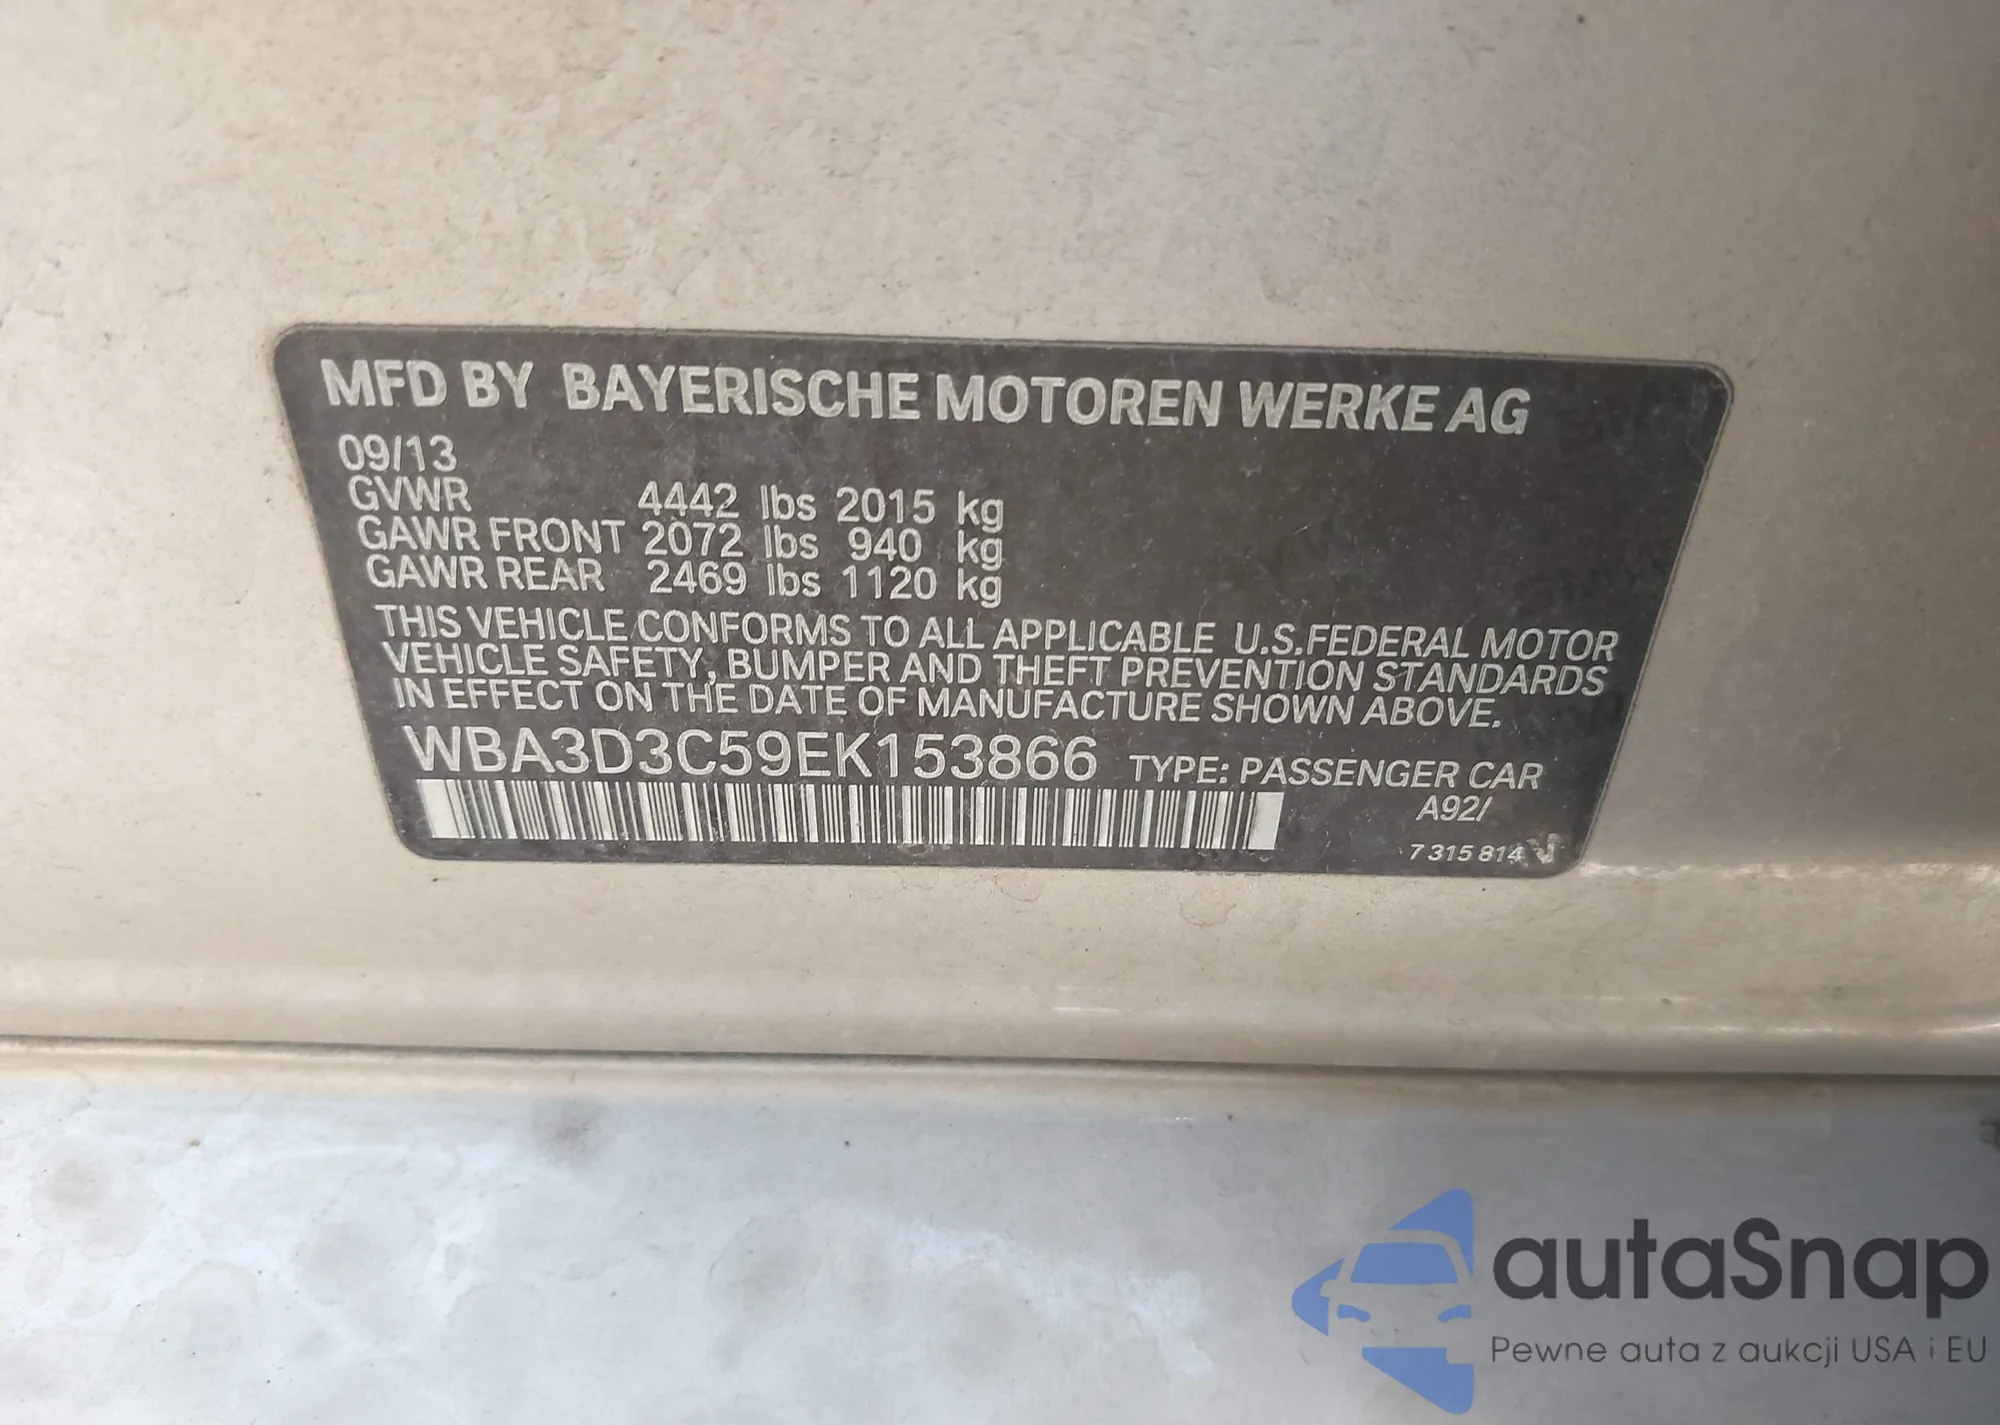 MFD BY BAYERISCHE MOTOREN WERKE AG
09/13
GVWR 4442 lbs 2015 kg
GAWR FRONT 2072 lbs 940 kg
GAWR REAR 2469 lbs 1120 kg
THIS VEHICLE CONFORMS TO ALL APPLICABLE U.S.FEDERAL MOTOR
VEHICLE SAFETY, BUMPER AND THEFT PREVENTION STANDARDS
IN EFFECT ON THE DATE OF MANUFACTURE SHOWN ABOVE.
WBA3D3C59EK153866 TYPE: PASSENGER CAR
A92/
7 315 814
autaSnap
Pewne auta z aukcji USA i EU